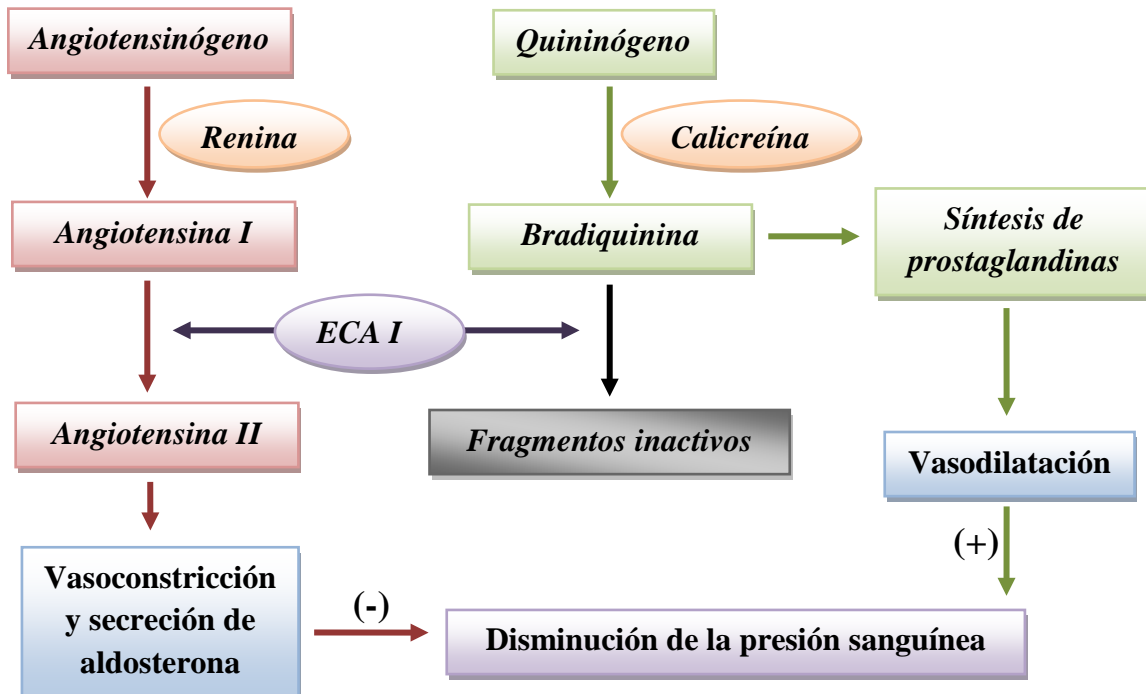 Angiotensinógeno
Quininógeno
Renina
Calicreína
Angiotensina I
Bradiquinina
Síntesis de
prostaglandinas
ECA I
Angiotensina II
Fragmentos inactivos
Vasodilatación
Vasoconstricción
y secreción de
aldosterona
(-)
(+)
Disminución de la presión sanguínea